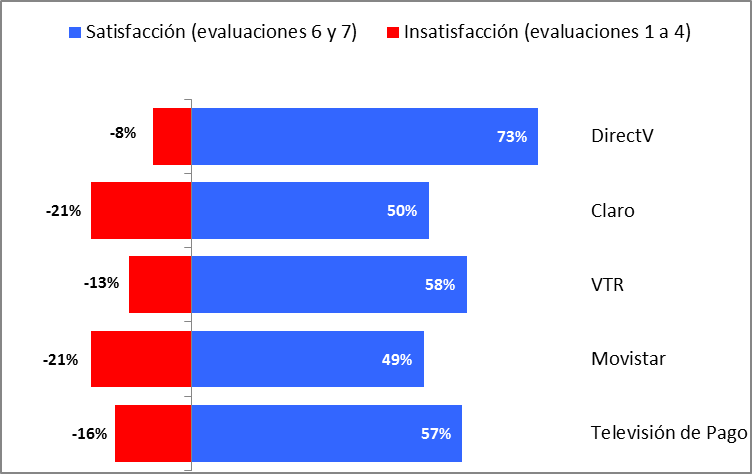 Satisfacción (evaluaciones 6 y 7) Insatisfacción (evaluaciones 1 a 4)
-8% 73% DirectV
-21% 50% Claro
-13% 58% VTR
-21% 49% Movistar
-16% 57% Televisión de Pago